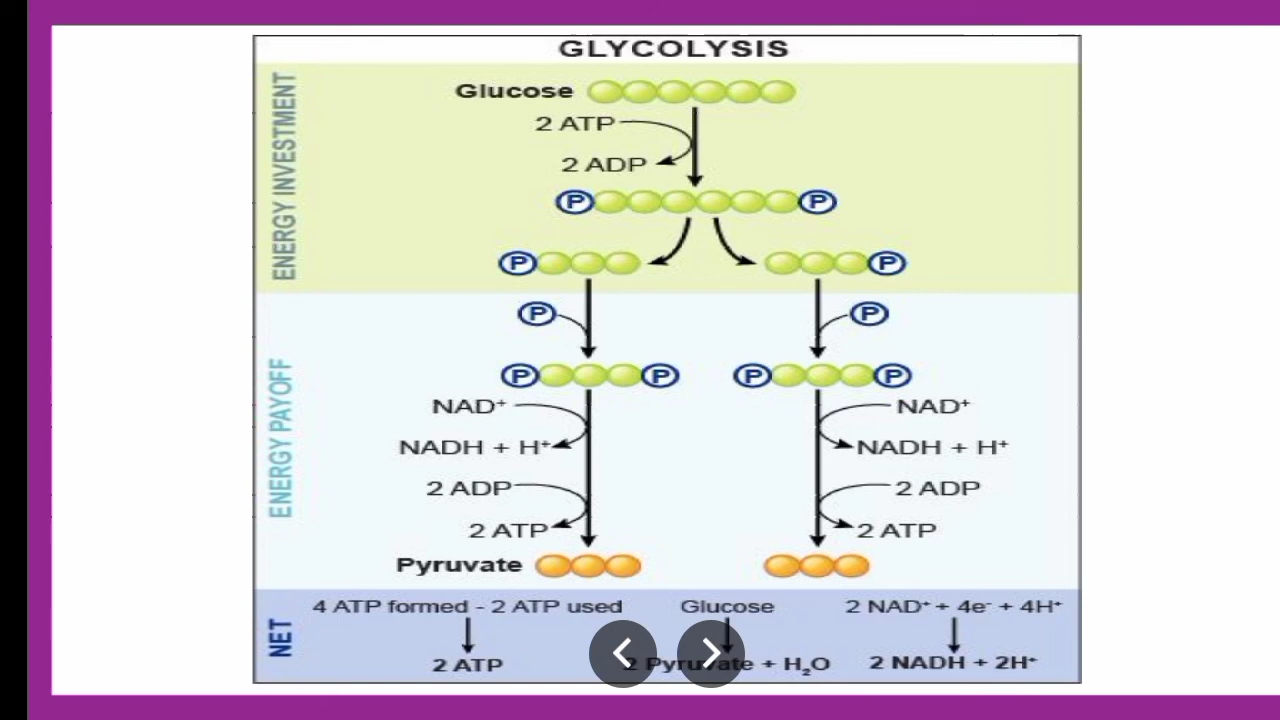 GLYCOLYSIS
ENERGY INVESTMENT
Glucose
2 ATP
2 ADP
P P
P P
ENERGY PAYOFF
P P
P P P P
NAD⁺ NAD⁺
NADH + H⁺ NADH + H⁺
2 ADP 2 ADP
2 ATP 2 ATP
Pyruvate
NET
4 ATP formed - 2 ATP used Glucose 2 NAD⁺ + 4e⁻ + 4H⁺
2 ATP 2 Pyruvate + H₂O 2 NADH + 2H⁺